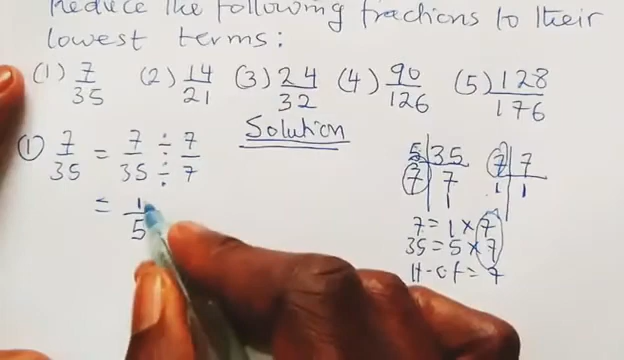 Reduce the following fractions to their
lowest terms:
(1) 7/35 (2) 14/21 (3) 24/32 (4) 90/126 (5) 128/176
Solution
① 7/35 = 7/35 ÷ 7/7
= 1/5
5 | 35
7 | 7
1
7 | 7
1 | 1
7 = 1 × 7
35 = 5 × 7
H.C.F = 7